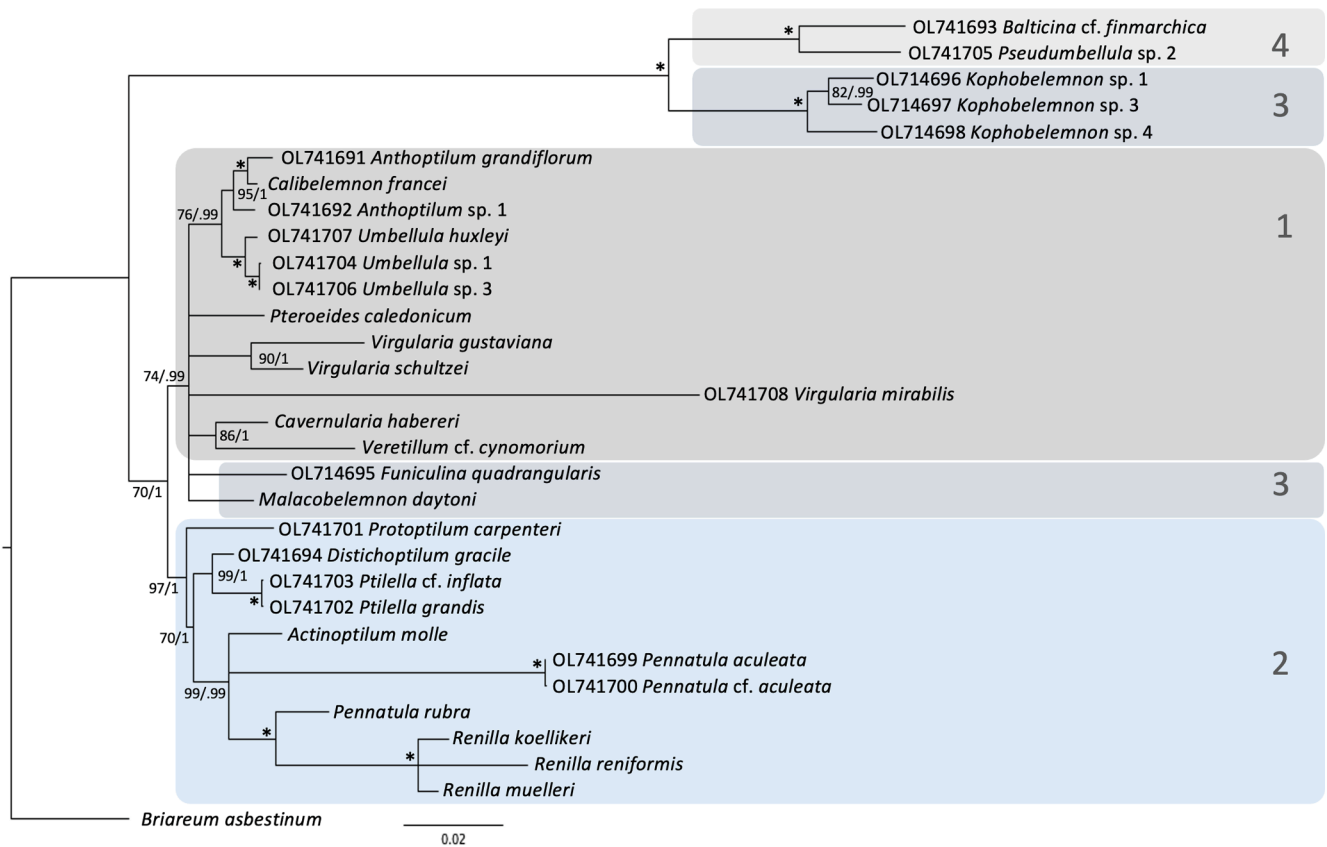 OL741693 Balticina cf. finmarchica
*
OL741705 Pseudumbellula sp. 2
4
*
OL714696 Kophobelemnon sp. 1
82/.99
*
OL714697 Kophobelemnon sp. 3
3
OL714698 Kophobelemnon sp. 4
OL741691 Anthoptilum grandiflorum
*
Calibelemnon francei
95/1
OL741692 Anthoptilum sp. 1
76/.99
1
OL741707 Umbellula huxleyi
*
OL741704 Umbellula sp. 1
*
OL741706 Umbellula sp. 3
Pteroeides caledonicum
Virgularia gustaviana
90/1
Virgularia schultzei
74/.99
OL741708 Virgularia mirabilis
Cavernularia habereri
86/1
Veretillum cf. cynomorium
OL714695 Funiculina quadrangularis
3
70/1
Malacobelemnon daytoni
OL741701 Protoptilum carpenteri
OL741694 Distichoptilum gracile
99/1
OL741703 Ptilella cf. inflata
97/1
*
OL741702 Ptilella grandis
70/1
Actinoptilum molle
*
OL741699 Pennatula aculeata
2
OL741700 Pennatula cf. aculeata
99/.99
Pennatula rubra
*
Renilla koellikeri
*
Renilla reniformis
Renilla muelleri
Briareum asbestinum
0.02